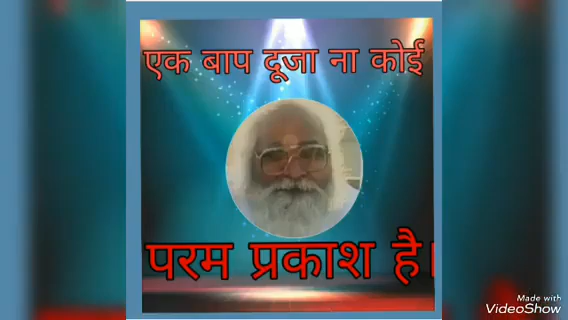 एक बाप दूजा ना कोई
परम प्रकाश है।
Made with
VideoShow